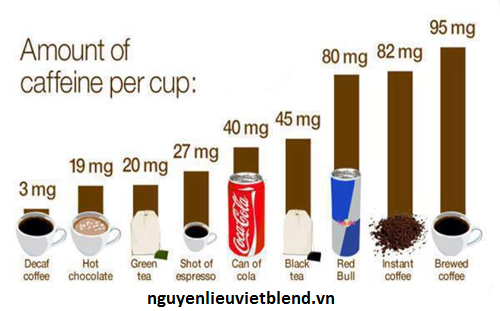 Amount of
caffeine per cup:
3 mg
19 mg
20 mg
27 mg
40 mg
45 mg
80 mg
82 mg
95 mg
Coca-Cola
Decaf
coffee
Hot
chocolate
Green
tea
Shot of
espresso
Can of
cola
Black
tea
Red
Bull
Instant
coffee
Brewed
coffee
nguyenlieuvietblend.vn